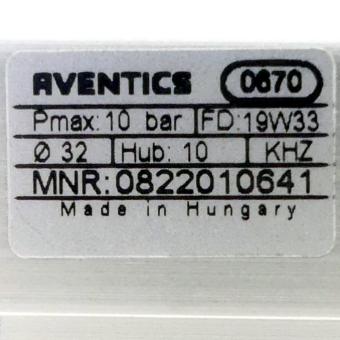 AVENTICS 0670
Pmax: 10 bar FD: 19W33
Ø 32 Hub: 10 KHZ
MNR: 0822010641
Made in Hungary